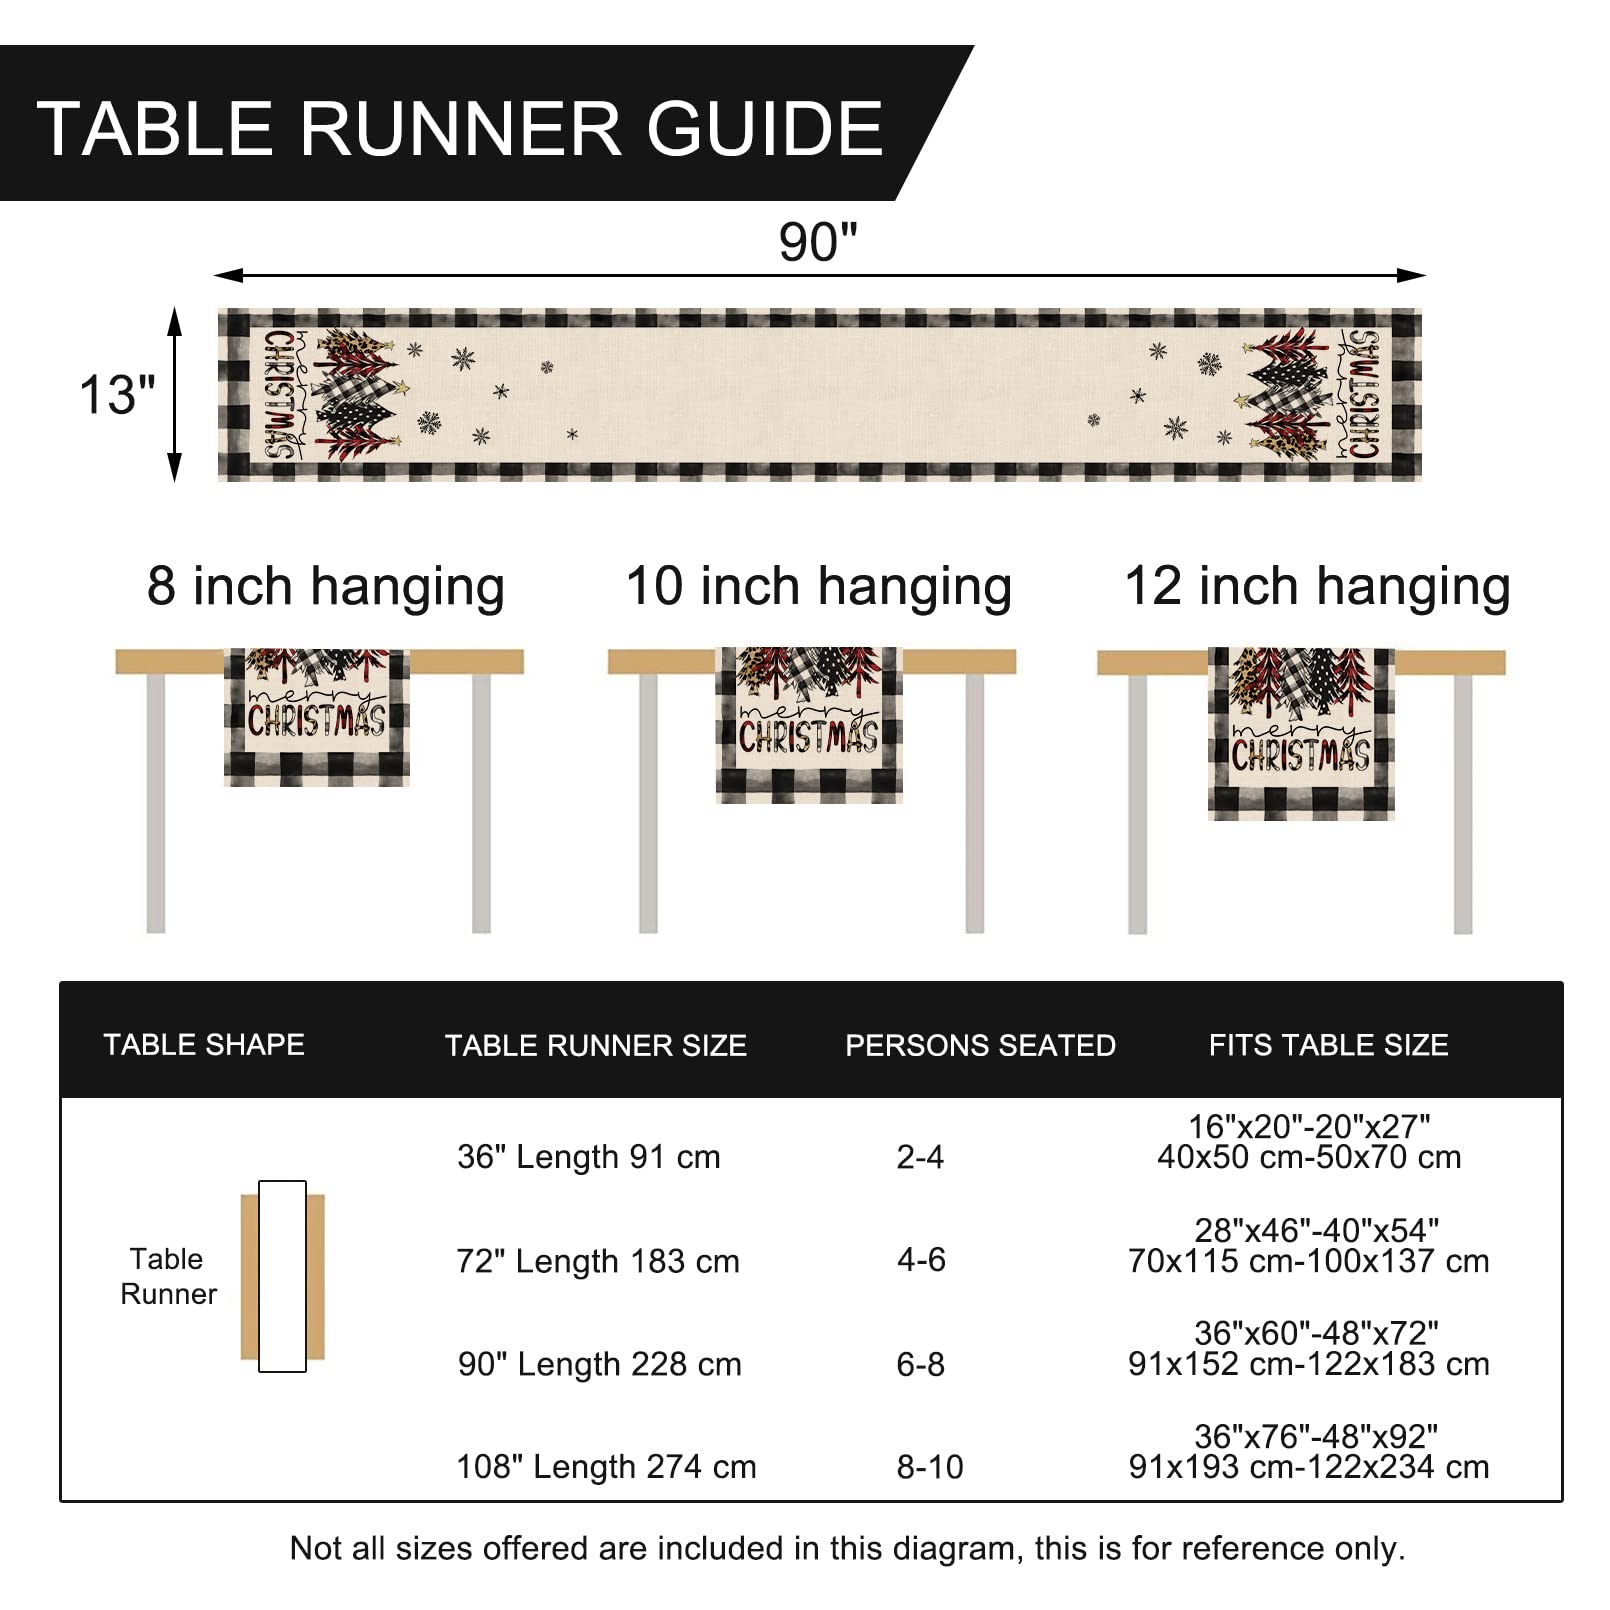 TABLE RUNNER GUIDE
90"
13"
merry
CHRISTMAS
merry
CHRISTMAS
8 inch hanging
10 inch hanging
12 inch hanging
merry
CHRISTMAS
merry
CHRISTMAS
merry
CHRISTMAS
TABLE SHAPE
TABLE RUNNER SIZE
PERSONS SEATED
FITS TABLE SIZE
Table
Runner
36" Length 91 cm
2-4
16"x20"-20"x27"
40x50 cm-50x70 cm
72" Length 183 cm
4-6
28"x46"-40"x54"
70x115 cm-100x137 cm
90" Length 228 cm
6-8
36"x60"-48"x72"
91x152 cm-122x183 cm
108" Length 274 cm
8-10
36"x76"-48"x92"
91x193 cm-122x234 cm
Not all sizes offered are included in this diagram, this is for reference only.